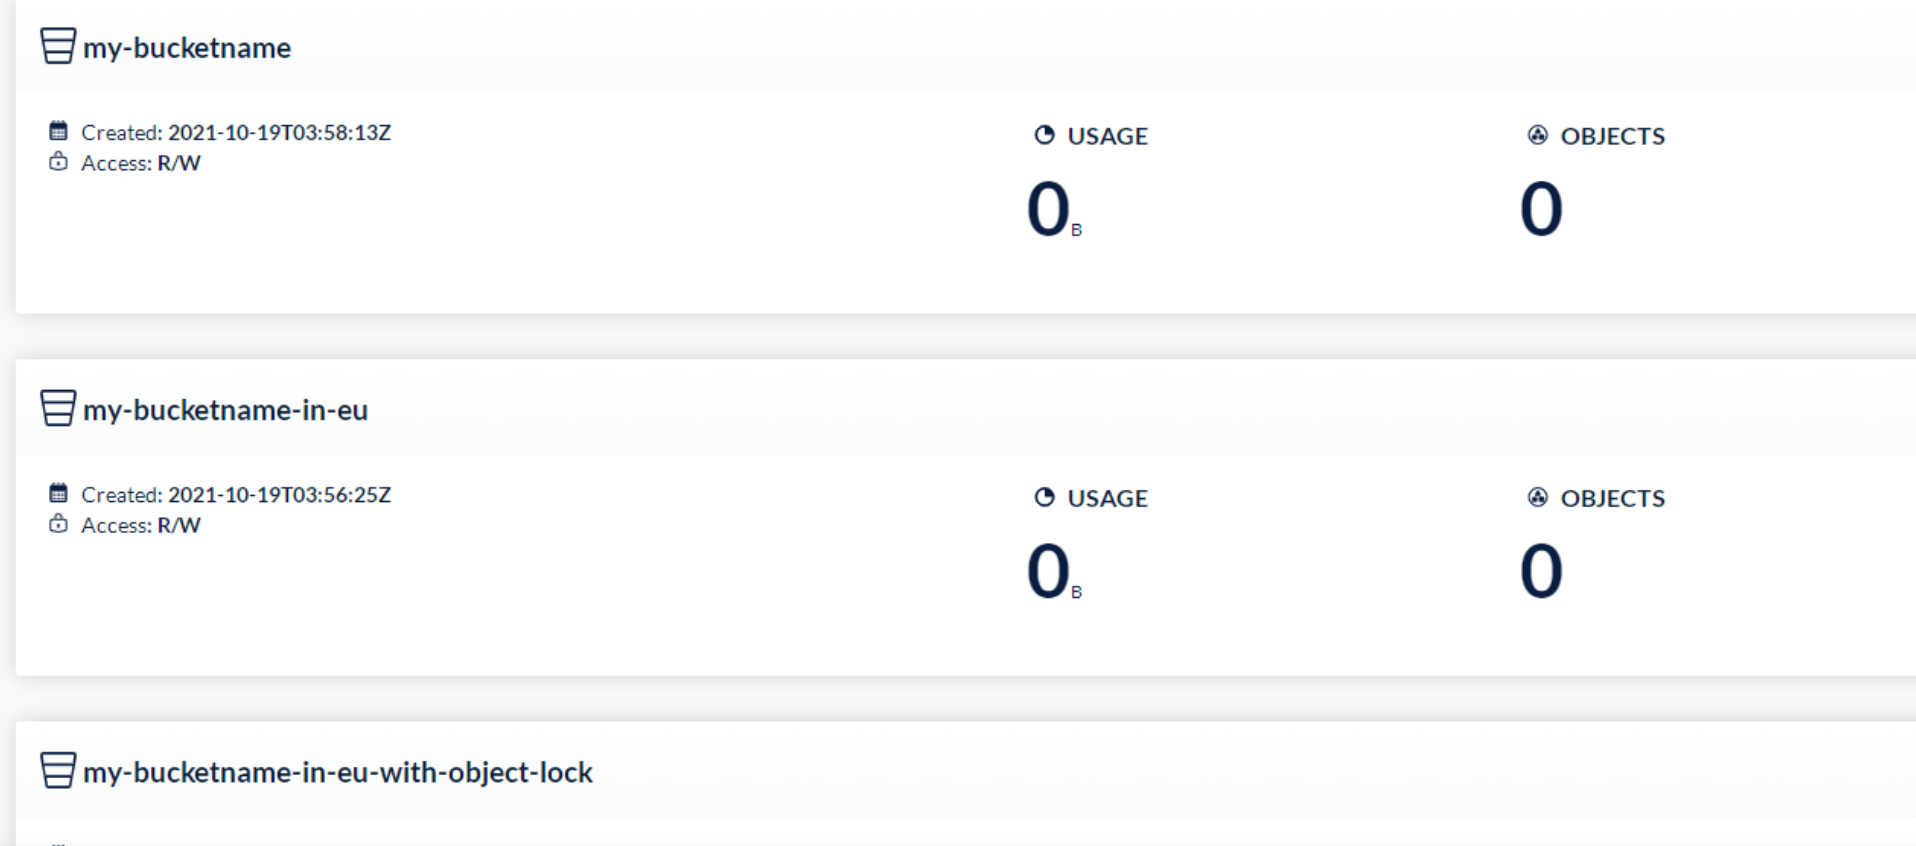 my-bucketname
Created: 2021-10-19T03:58:13Z
Access: R/W
USAGE
0 B
OBJECTS
0
my-bucketname-in-eu
Created: 2021-10-19T03:56:25Z
Access: R/W
USAGE
0 B
OBJECTS
0
my-bucketname-in-eu-with-object-lock